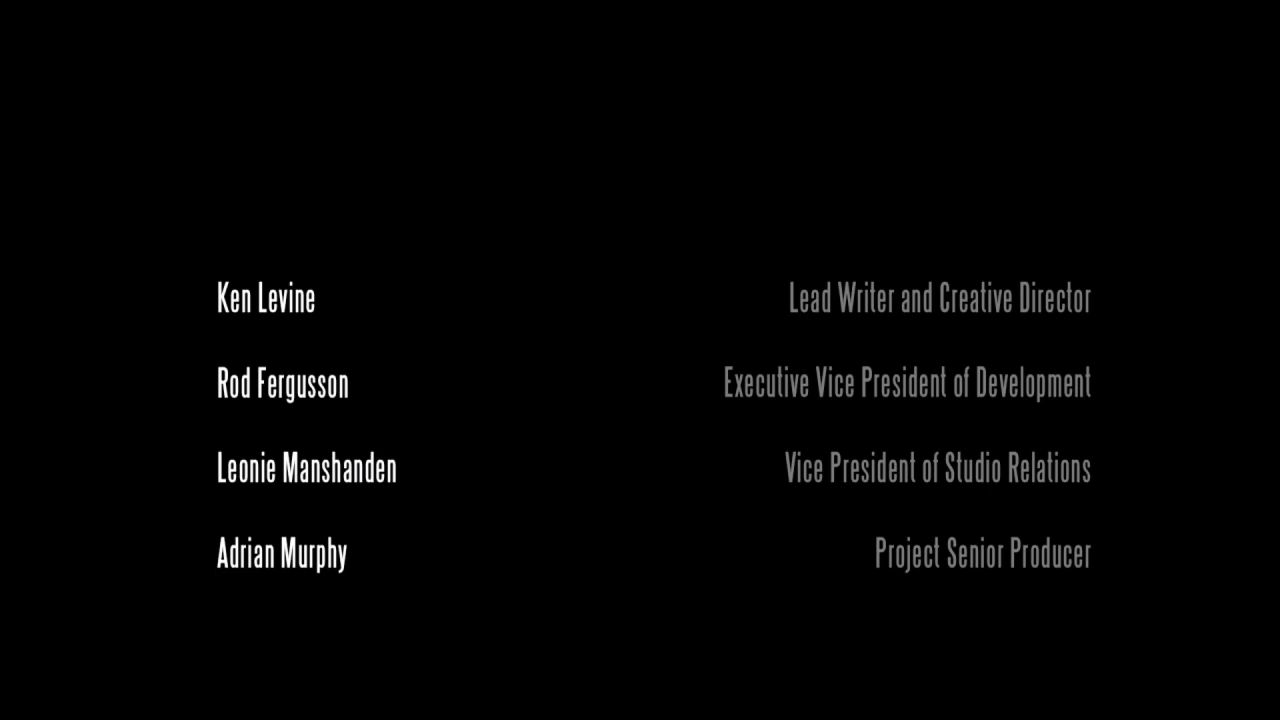 Ken Levine Lead Writer and Creative Director
Rod Fergusson Executive Vice President of Development
Leonie Manshanden Vice President of Studio Relations
Adrian Murphy Project Senior Producer